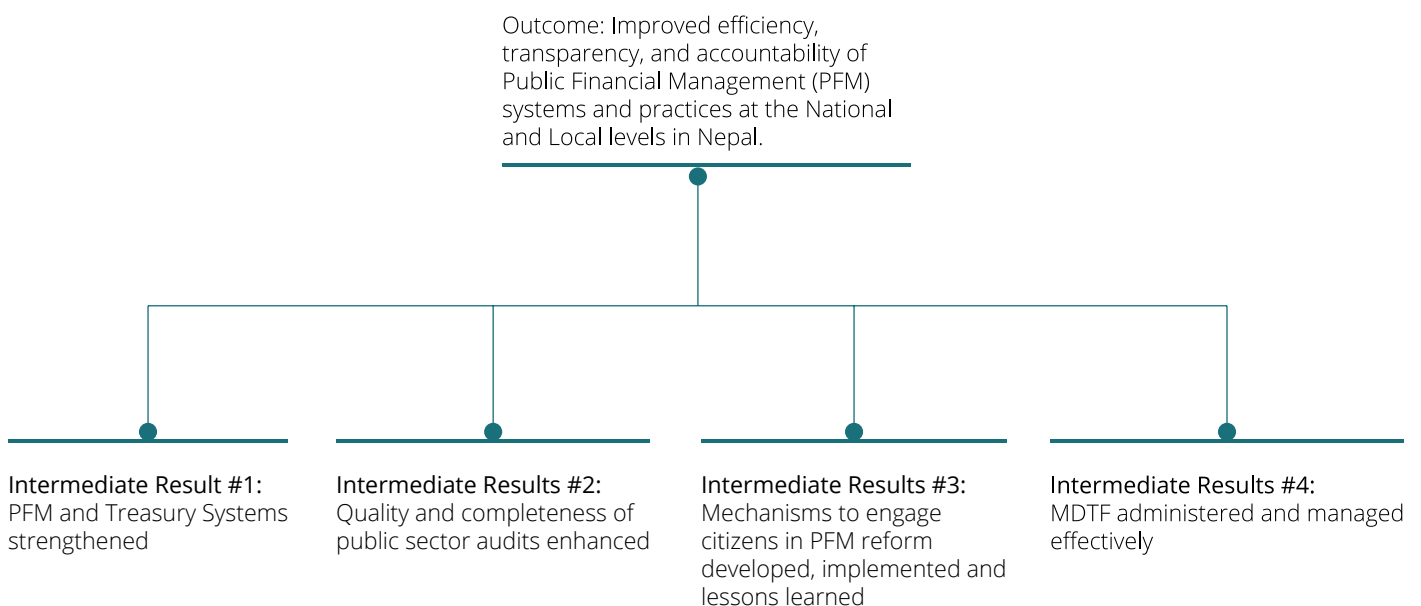 Outcome: Improved efficiency,
transparency, and accountability of
Public Financial Management (PFM)
systems and practices at the National
and Local levels in Nepal.
Intermediate Result #1:
PFM and Treasury Systems
strengthened
Intermediate Results #2:
Quality and completeness of
public sector audits enhanced
Intermediate Results #3:
Mechanisms to engage
citizens in PFM reform
developed, implemented and
lessons learned
Intermediate Results #4:
MDTF administered and managed
effectively